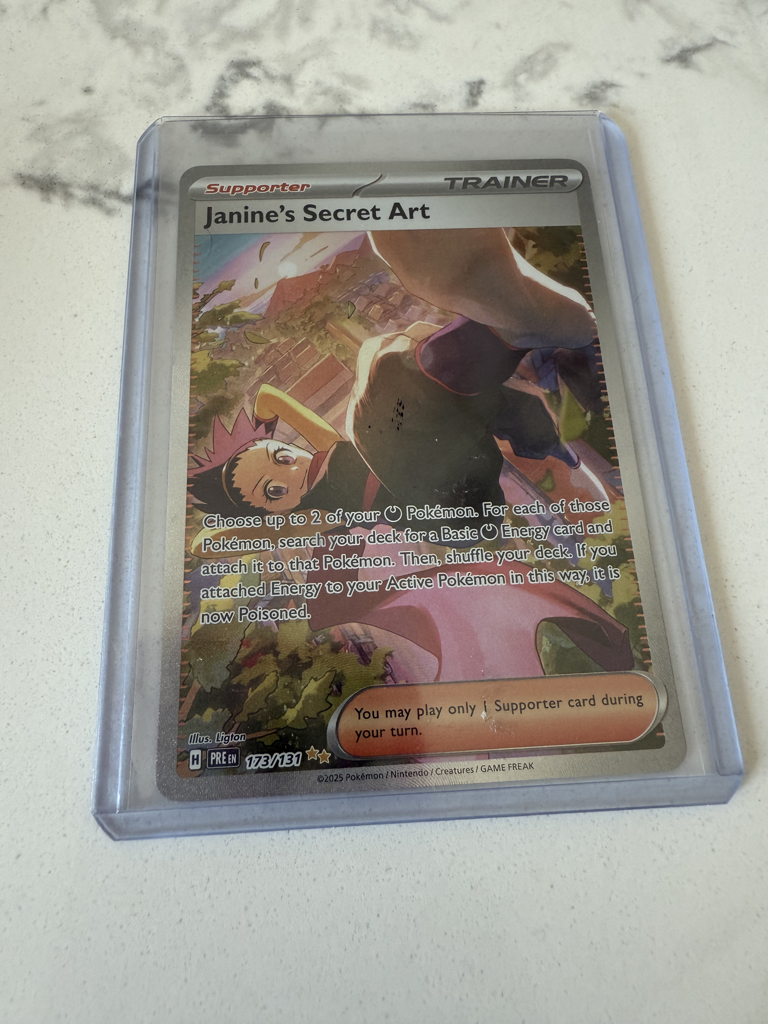 Supporter TRAINER
Janine's Secret Art
Choose up to 2 of your Pokémon. For each of those
Pokémon, search your deck for a Basic Energy card and
attach it to that Pokémon. Then, shuffle your deck. If you
attached Energy to your Active Pokémon in this way, it is
now Poisoned.
You may play only 1 Supporter card during
your turn.
Illus. Ligton
H PRE EN 173/131
©2025 Pokémon / Nintendo / Creatures / GAME FREAK